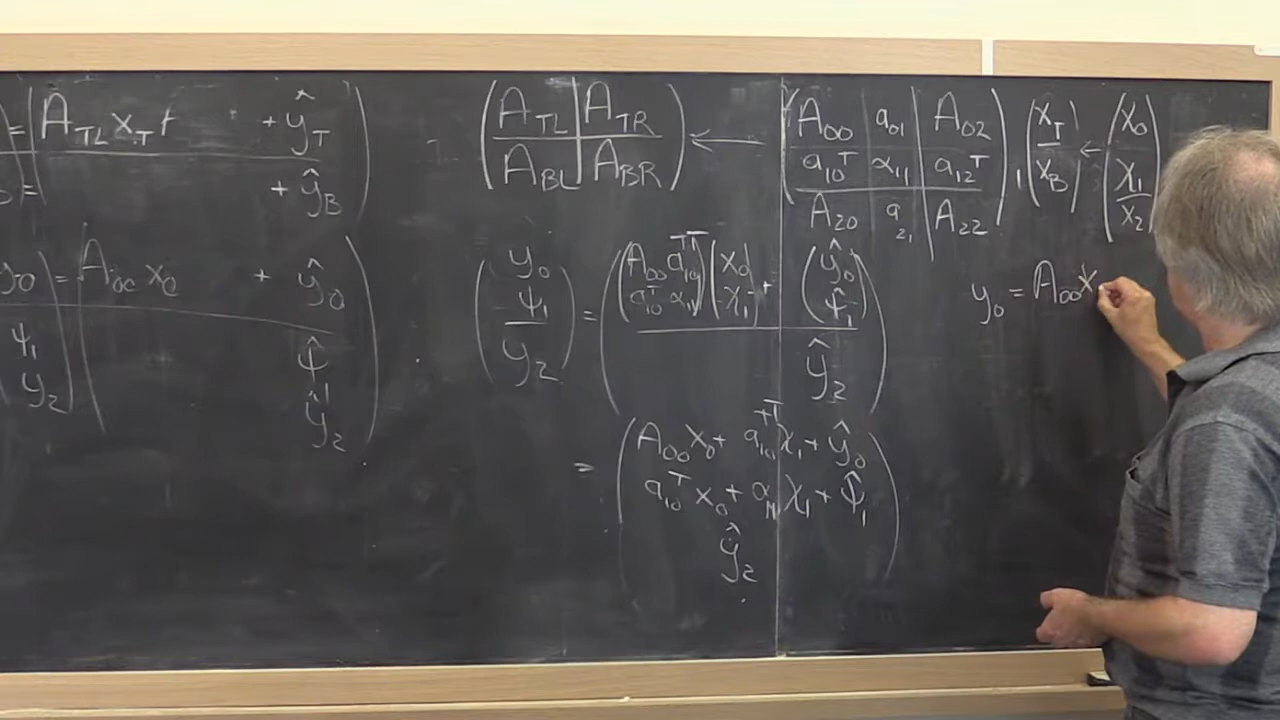 ) = ( A_TL x_T + + ŷ_T )
B = + ŷ_B
y_0 = A_00 x_0 + ŷ_0
ψ_1 ψ̂_1
y_2 ŷ_2
( A_TL | A_TR )
( A_BL | A_BR ) ←
( A_00 | a_01 | A_02 )
( a_10^T | α_11 | a_12^T )
( A_20 | a_21 | A_22 ) ,
( x_T / x_B ) ← ( x_0 χ_1 / x_2 )
( y_0 ψ_1 / y_2 ) =
( A_00 a_10^TT ) ( x_0 ) + ( ŷ_0 )
( a_10^T α_11 ) ( χ_1 ) ( ψ̂_1 )
ŷ_2
= ( A_00 x_0 + a_10^TT χ_1 + ŷ_0 )
a_10^T x_0 + α_11 χ_1 + ψ̂_1
ŷ_2
y_0 = A_00 x